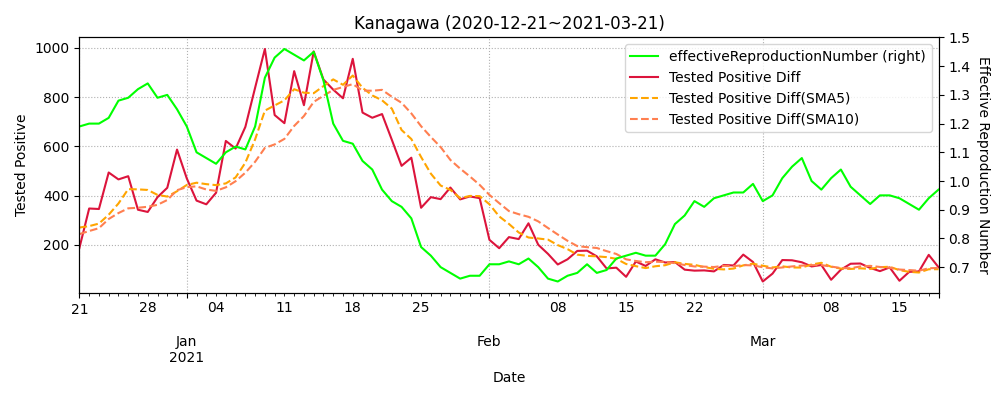 Kanagawa (2020-12-21~2021-03-21)
Tested Positive
1000
800
600
400
200
effectiveReproductionNumber (right)
Tested Positive Diff
Tested Positive Diff(SMA5)
Tested Positive Diff(SMA10)
1.5
1.4
1.3
1.2
1.1
1.0
0.9
0.8
0.7
Effective Reproduction Number
21 28 04 11 18 25 08 15 22 08 15
Jan Feb Mar
2021
Date